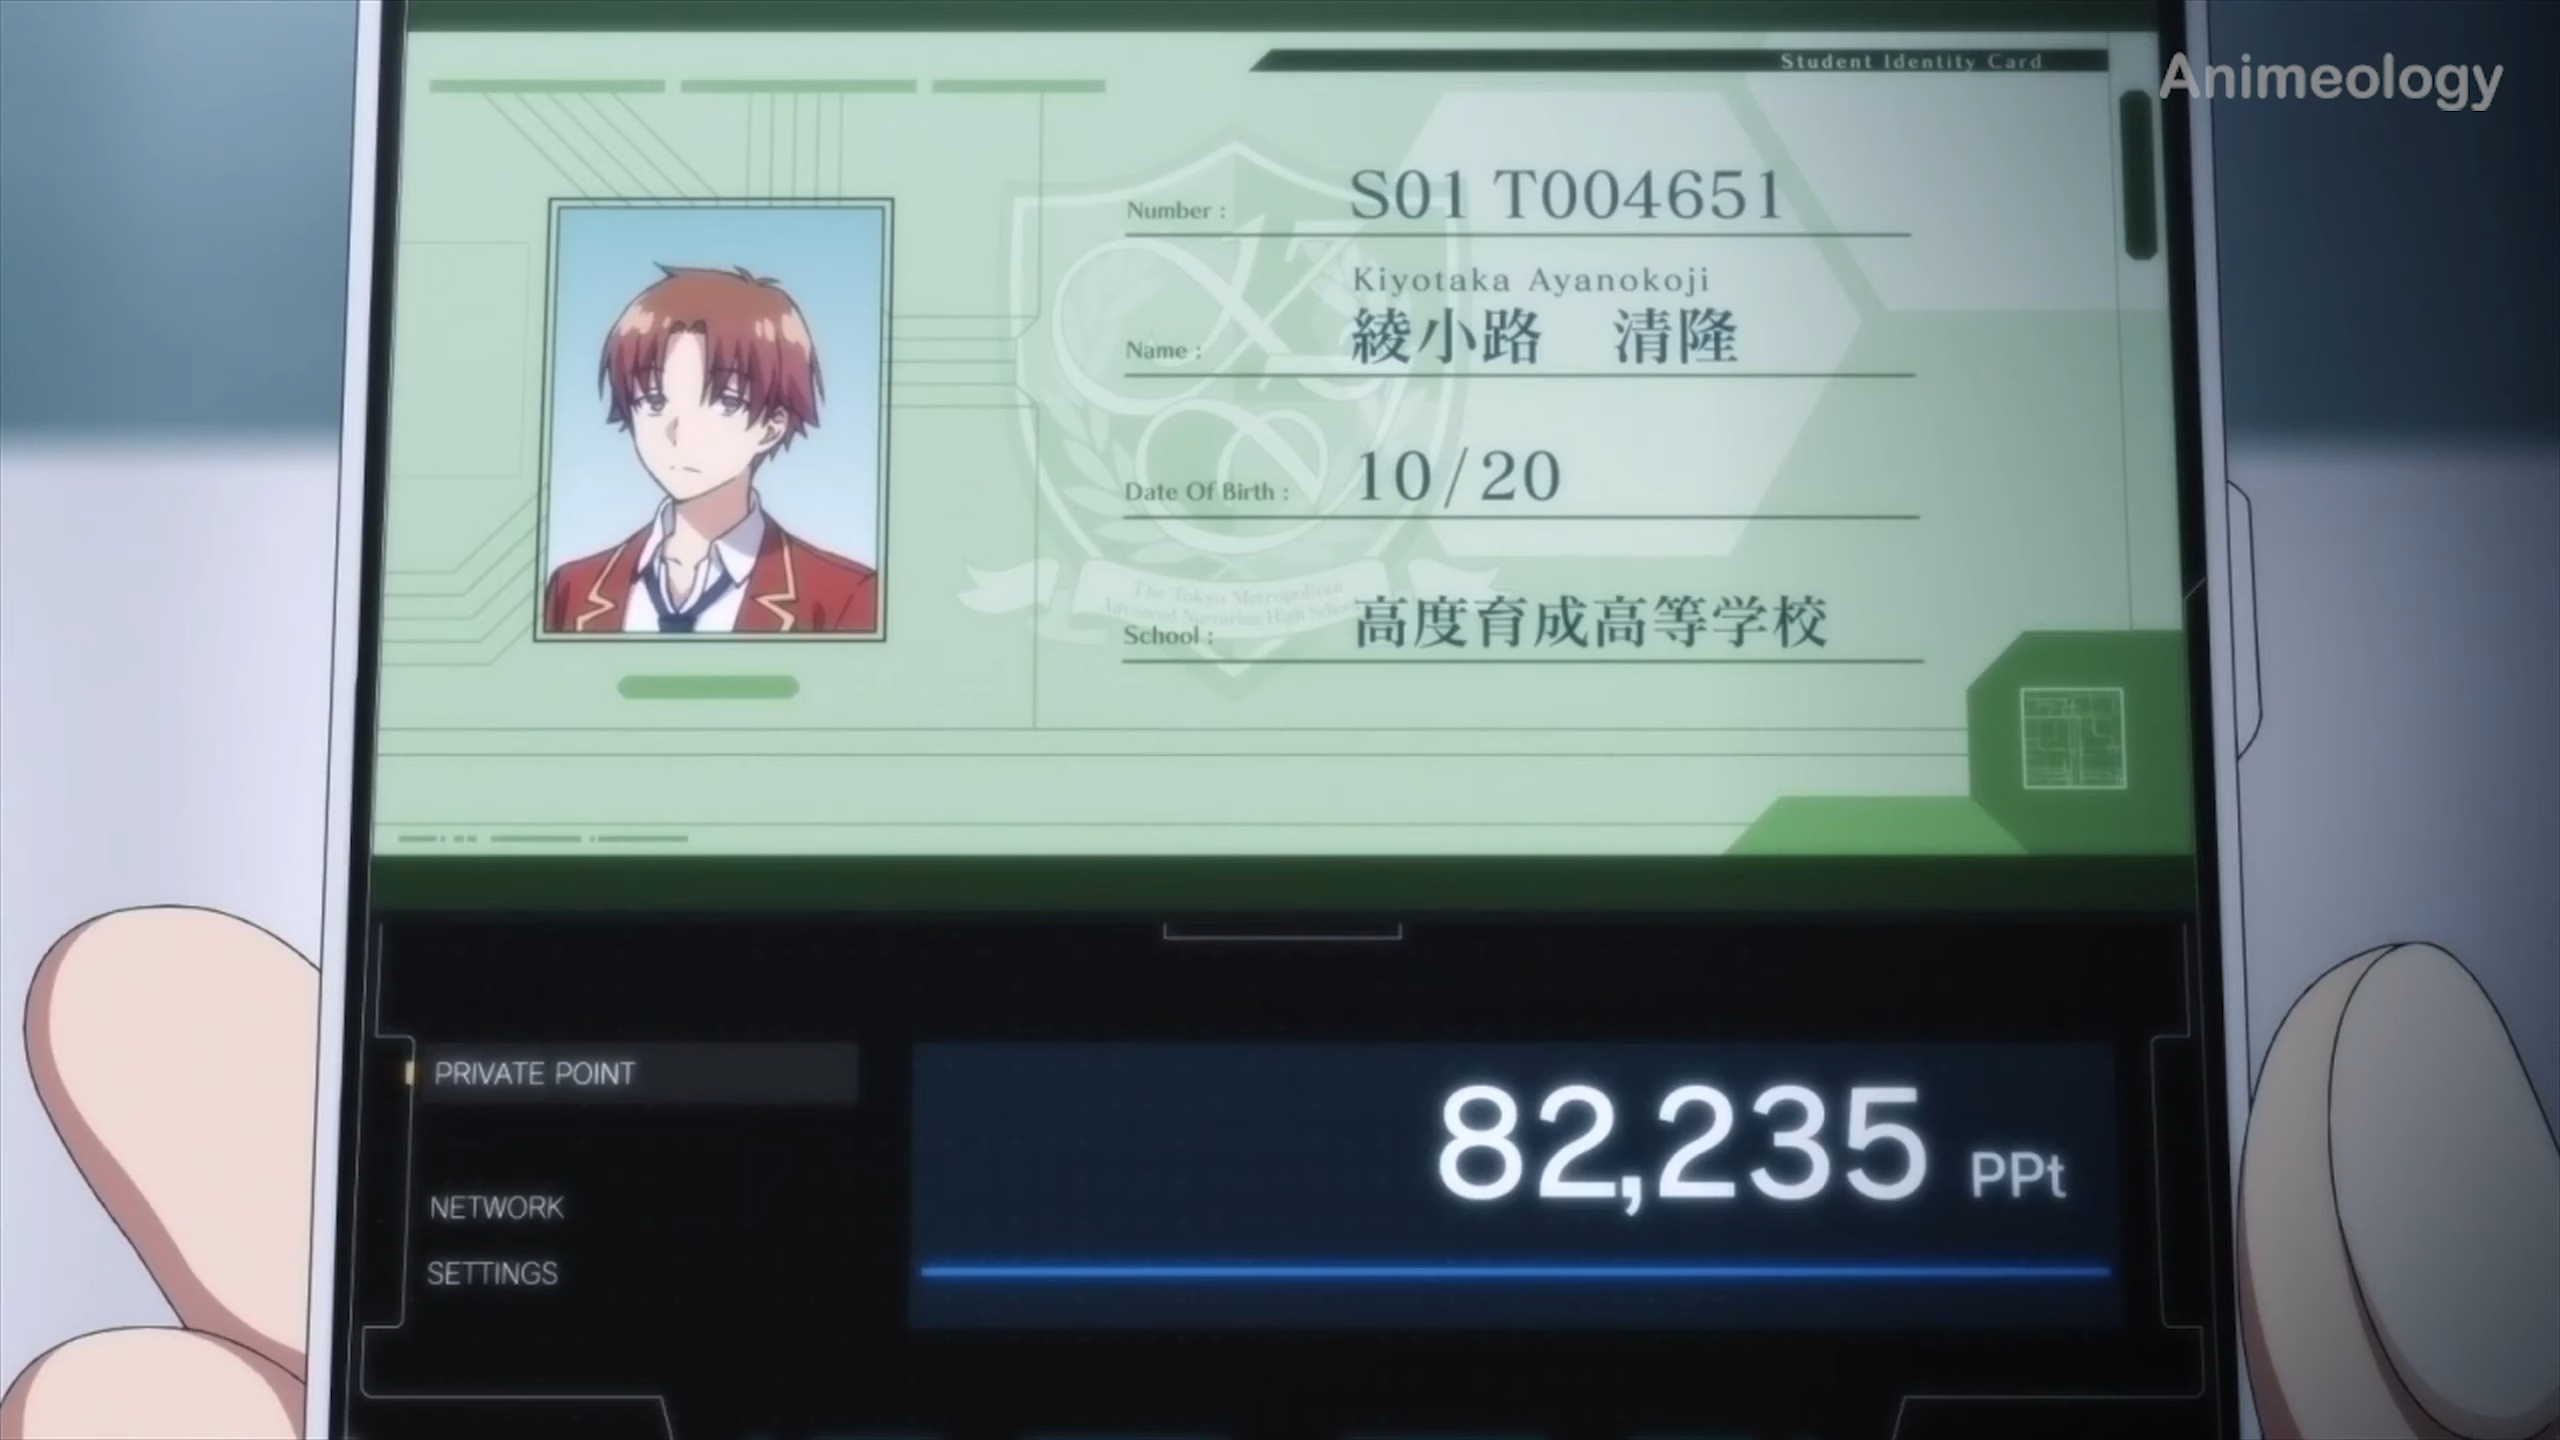 Student Identity Card
Animeology
Number : S01 T004651
Kiyotaka Ayanokoji
Name : 綾小路　清隆
Date Of Birth : 10/20
The Tokyo Metropolitan
Advanced Nurturing High School
School : 高度育成高等学校
PRIVATE POINT
82,235 PPt
NETWORK
SETTINGS